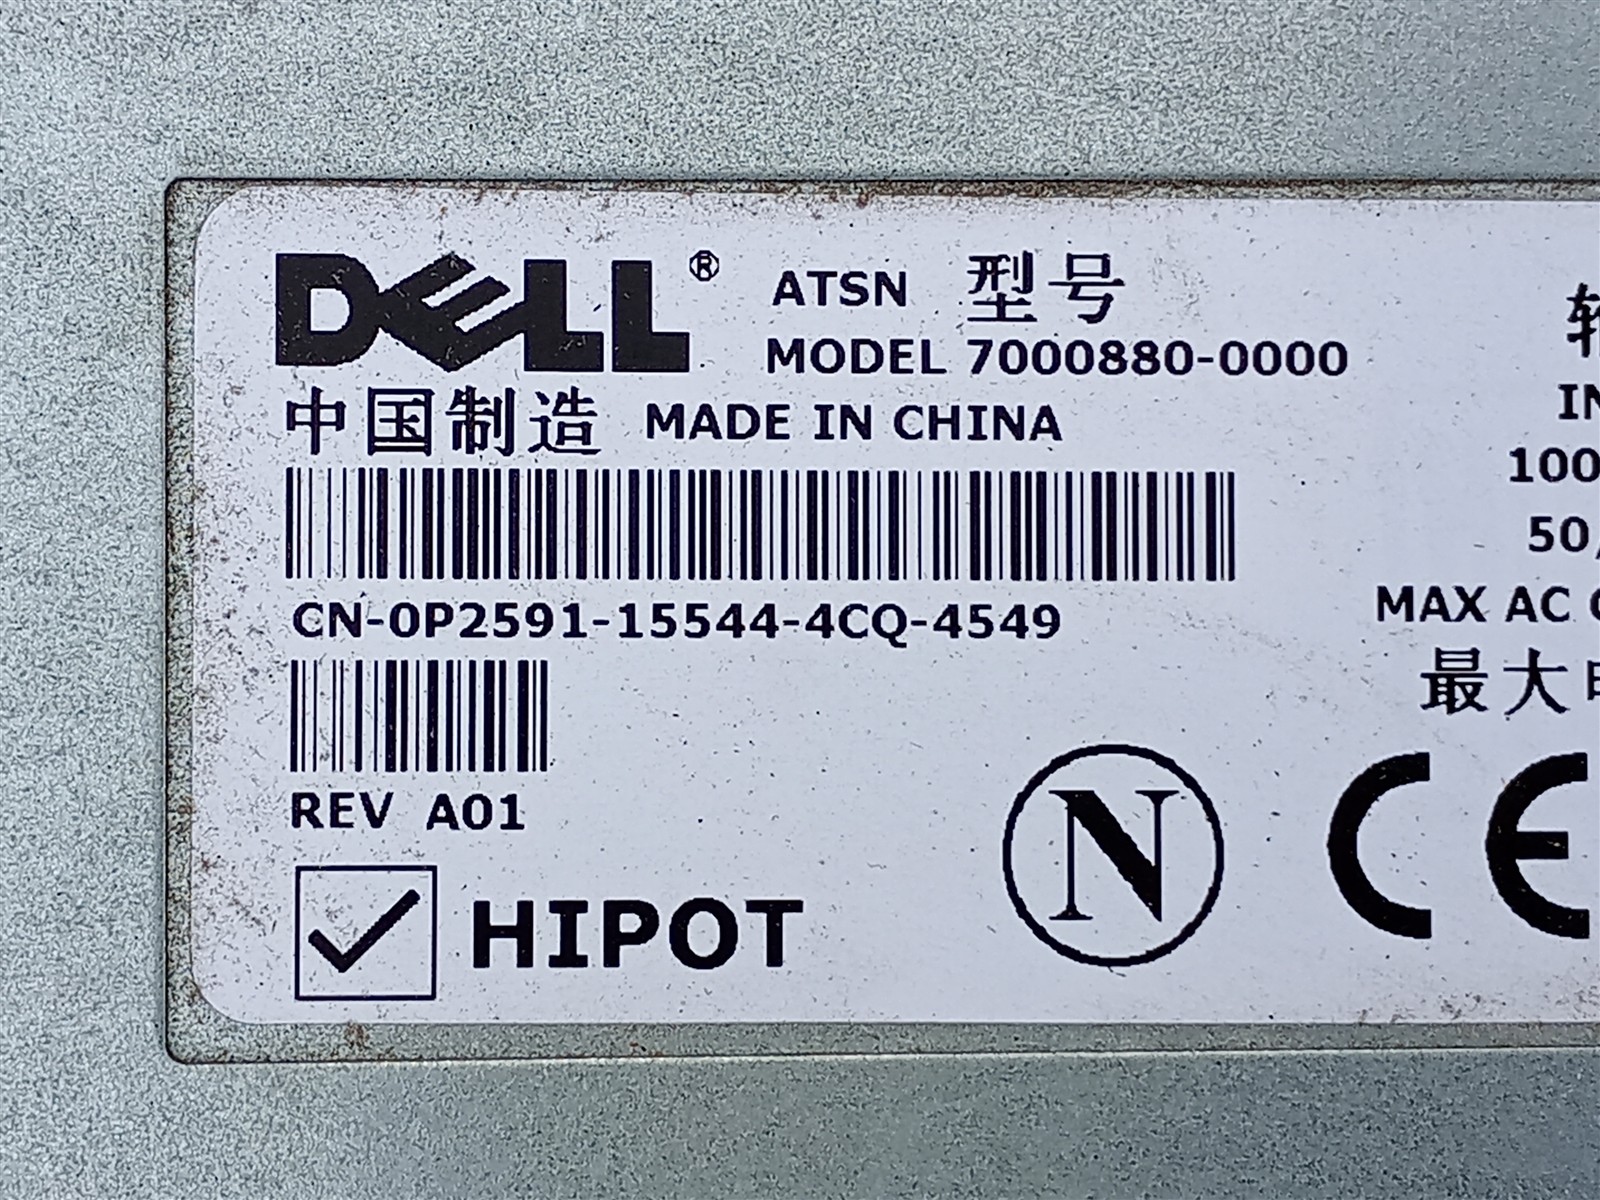 DELL® ATSN 型号
MODEL 7000880-0000
中国制造 MADE IN CHINA
CN-0P2591-15544-4CQ-4549
REV A01
HIPOT
N
CE
100
50/
MAX AC
最大